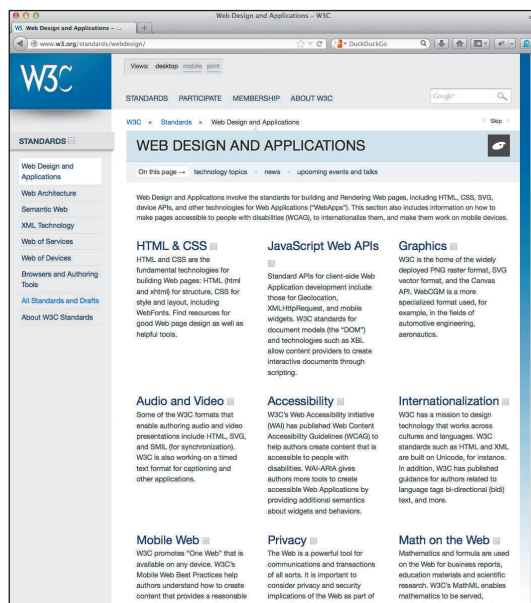 Web Design and Applications – W3C
W3 Web Design and Applications – ...
www.w3.org/standards/webdesign/
DuckDuckGo
W3C
Views: desktop mobile print
STANDARDS PARTICIPATE MEMBERSHIP ABOUT W3C
Google™
W3C » Standards » Web Design and Applications
Skip
STANDARDS
Web Design and
Applications
Web Architecture
Semantic Web
XML Technology
Web of Services
Web of Devices
Browsers and Authoring
Tools
All Standards and Drafts
About W3C Standards
WEB DESIGN AND APPLICATIONS
On this page → technology topics • news • upcoming events and talks
Web Design and Applications involve the standards for building and Rendering Web pages, including HTML, CSS, SVG,
device APIs, and other technologies for Web Applications (“WebApps”). This section also includes information on how to
make pages accessible to people with disabilities (WCAG), to internationalize them, and make them work on mobile devices.
HTML & CSS
HTML and CSS are the
fundamental technologies for
building Web pages: HTML (html
and xhtml) for structure, CSS for
style and layout, including
WebFonts. Find resources for
good Web page design as well as
helpful tools.
JavaScript Web APIs
Standard APIs for client-side Web
Application development include
those for Geolocation,
XMLHttpRequest, and mobile
widgets. W3C standards for
document models (the “DOM”)
and technologies such as XBL
allow content providers to create
interactive documents through
scripting.
Graphics
W3C is the home of the widely
deployed PNG raster format, SVG
vector format, and the Canvas
API. WebCGM is a more
specialized format used, for
example, in the fields of
automotive engineering,
aeronautics.
Audio and Video
Some of the W3C formats that
enable authoring audio and video
presentations include HTML, SVG,
and SMIL (for synchronization).
W3C is also working on a timed
text format for captioning and
other applications.
Accessibility
W3C’s Web Accessibility Initiative
(WAI) has published Web Content
Accessibility Guidelines (WCAG) to
help authors create content that is
accessible to people with
disabilities. WAI-ARIA gives
authors more tools to create
accessible Web Applications by
providing additional semantics
about widgets and behaviors.
Internationalization
W3C has a mission to design
technology that works across
cultures and languages. W3C
standards such as HTML and XML
are built on Unicode, for instance.
In addition, W3C has published
guidance for authors related to
language tags bi-directional (bidi)
text, and more.
Mobile Web
W3C promotes “One Web” that is
available on any device. W3C’s
Mobile Web Best Practices help
authors understand how to create
content that provides a reasonable
Privacy
The Web is a powerful tool for
communications and transactions
of all sorts. It is important to
consider privacy and security
implications of the Web as part of
Math on the Web
Mathematics and formula are used
on the Web for business reports,
education materials and scientific
research. W3C’s MathML enables
mathematics to be served,